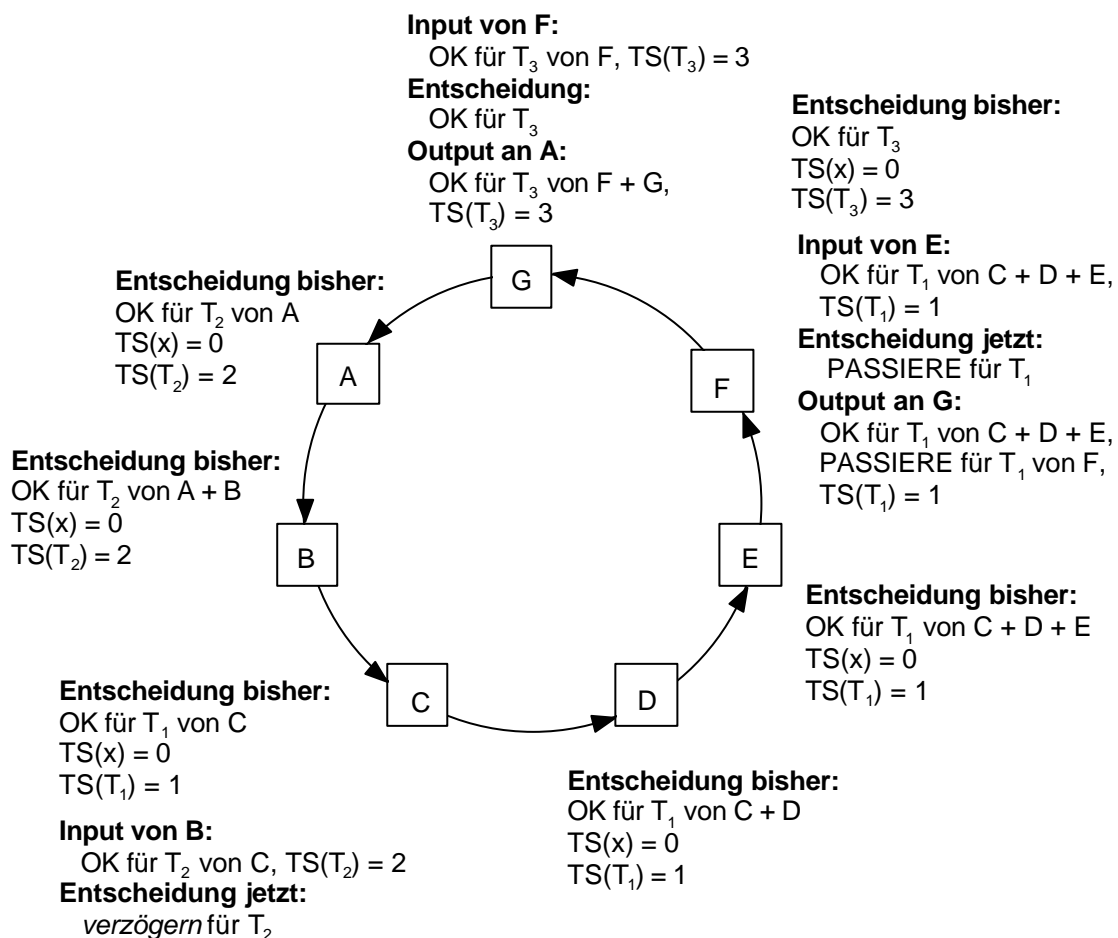 Input von F:
OK für T₃ von F, TS(T₃) = 3
Entscheidung:
OK für T₃
Output an A:
OK für T₃ von F + G,
TS(T₃) = 3
Entscheidung bisher:
OK für T₃
TS(x) = 0
TS(T₃) = 3
Input von E:
OK für T₁ von C + D + E,
TS(T₁) = 1
Entscheidung jetzt:
PASSIERE für T₁
Output an G:
OK für T₁ von C + D + E,
PASSIERE für T₁ von F,
TS(T₁) = 1
G
Entscheidung bisher:
OK für T₂ von A
TS(x) = 0
TS(T₂) = 2
A
F
Entscheidung bisher:
OK für T₂ von A + B
TS(x) = 0
TS(T₂) = 2
B
E
Entscheidung bisher:
OK für T₁ von C + D + E
TS(x) = 0
TS(T₁) = 1
C
D
Entscheidung bisher:
OK für T₁ von C
TS(x) = 0
TS(T₁) = 1
Input von B:
OK für T₂ von C, TS(T₂) = 2
Entscheidung jetzt:
verzögern für T₂
Entscheidung bisher:
OK für T₁ von C + D
TS(x) = 0
TS(T₁) = 1